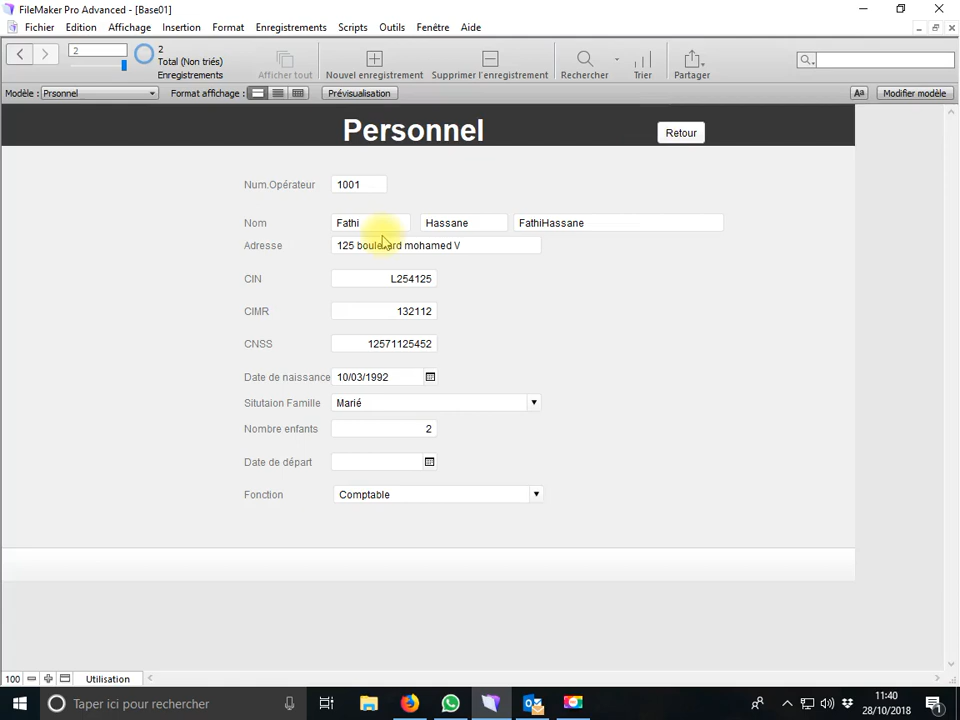 FileMaker Pro Advanced - [Base01]
Fichier Edition Affichage Insertion Format Enregistrements Scripts Outils Fenêtre Aide
2
2
Total (Non triés)
Enregistrements
Afficher tout
Nouvel enregistrement
Supprimer l'enregistrement
Rechercher
Trier
Partager
Modèle : Prsonnel
Format affichage :
Prévisualisation
Aa
Modifier modèle
Personnel
Retour
Num.Opérateur 1001
Nom Fathi Hassane FathiHassane
Adresse 125 boulevard mohamed V
CIN L254125
CIMR 132112
CNSS 12571125452
Date de naissance 10/03/1992
Situtaion Famille Marié
Nombre enfants 2
Date de départ
Fonction Comptable
100
Utilisation
Taper ici pour rechercher
11:40
28/10/2018
1